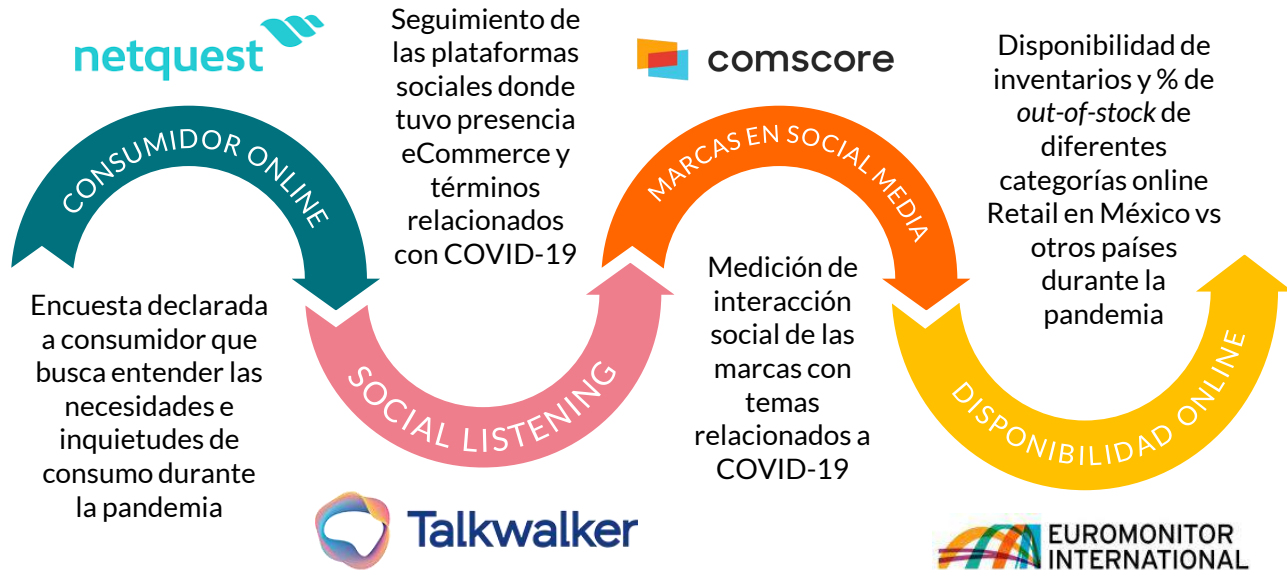 netquest
CONSUMIDOR ONLINE
Encuesta declarada
a consumidor que
busca entender las
necesidades e
inquietudes de
consumo durante
la pandemia
Seguimiento de
las plataformas
sociales donde
tuvo presencia
eCommerce y
términos
relacionados
con COVID-19
SOCIAL LISTENING
Talkwalker
comscore
MARCAS EN SOCIAL MEDIA
Medición de
interacción
social de las
marcas con
temas
relacionados a
COVID-19
Disponibilidad de
inventarios y % de
out-of-stock de
diferentes
categorías online
Retail en México vs
otros países
durante la
pandemia
DISPONIBILIDAD ONLINE
EUROMONITOR
INTERNATIONAL